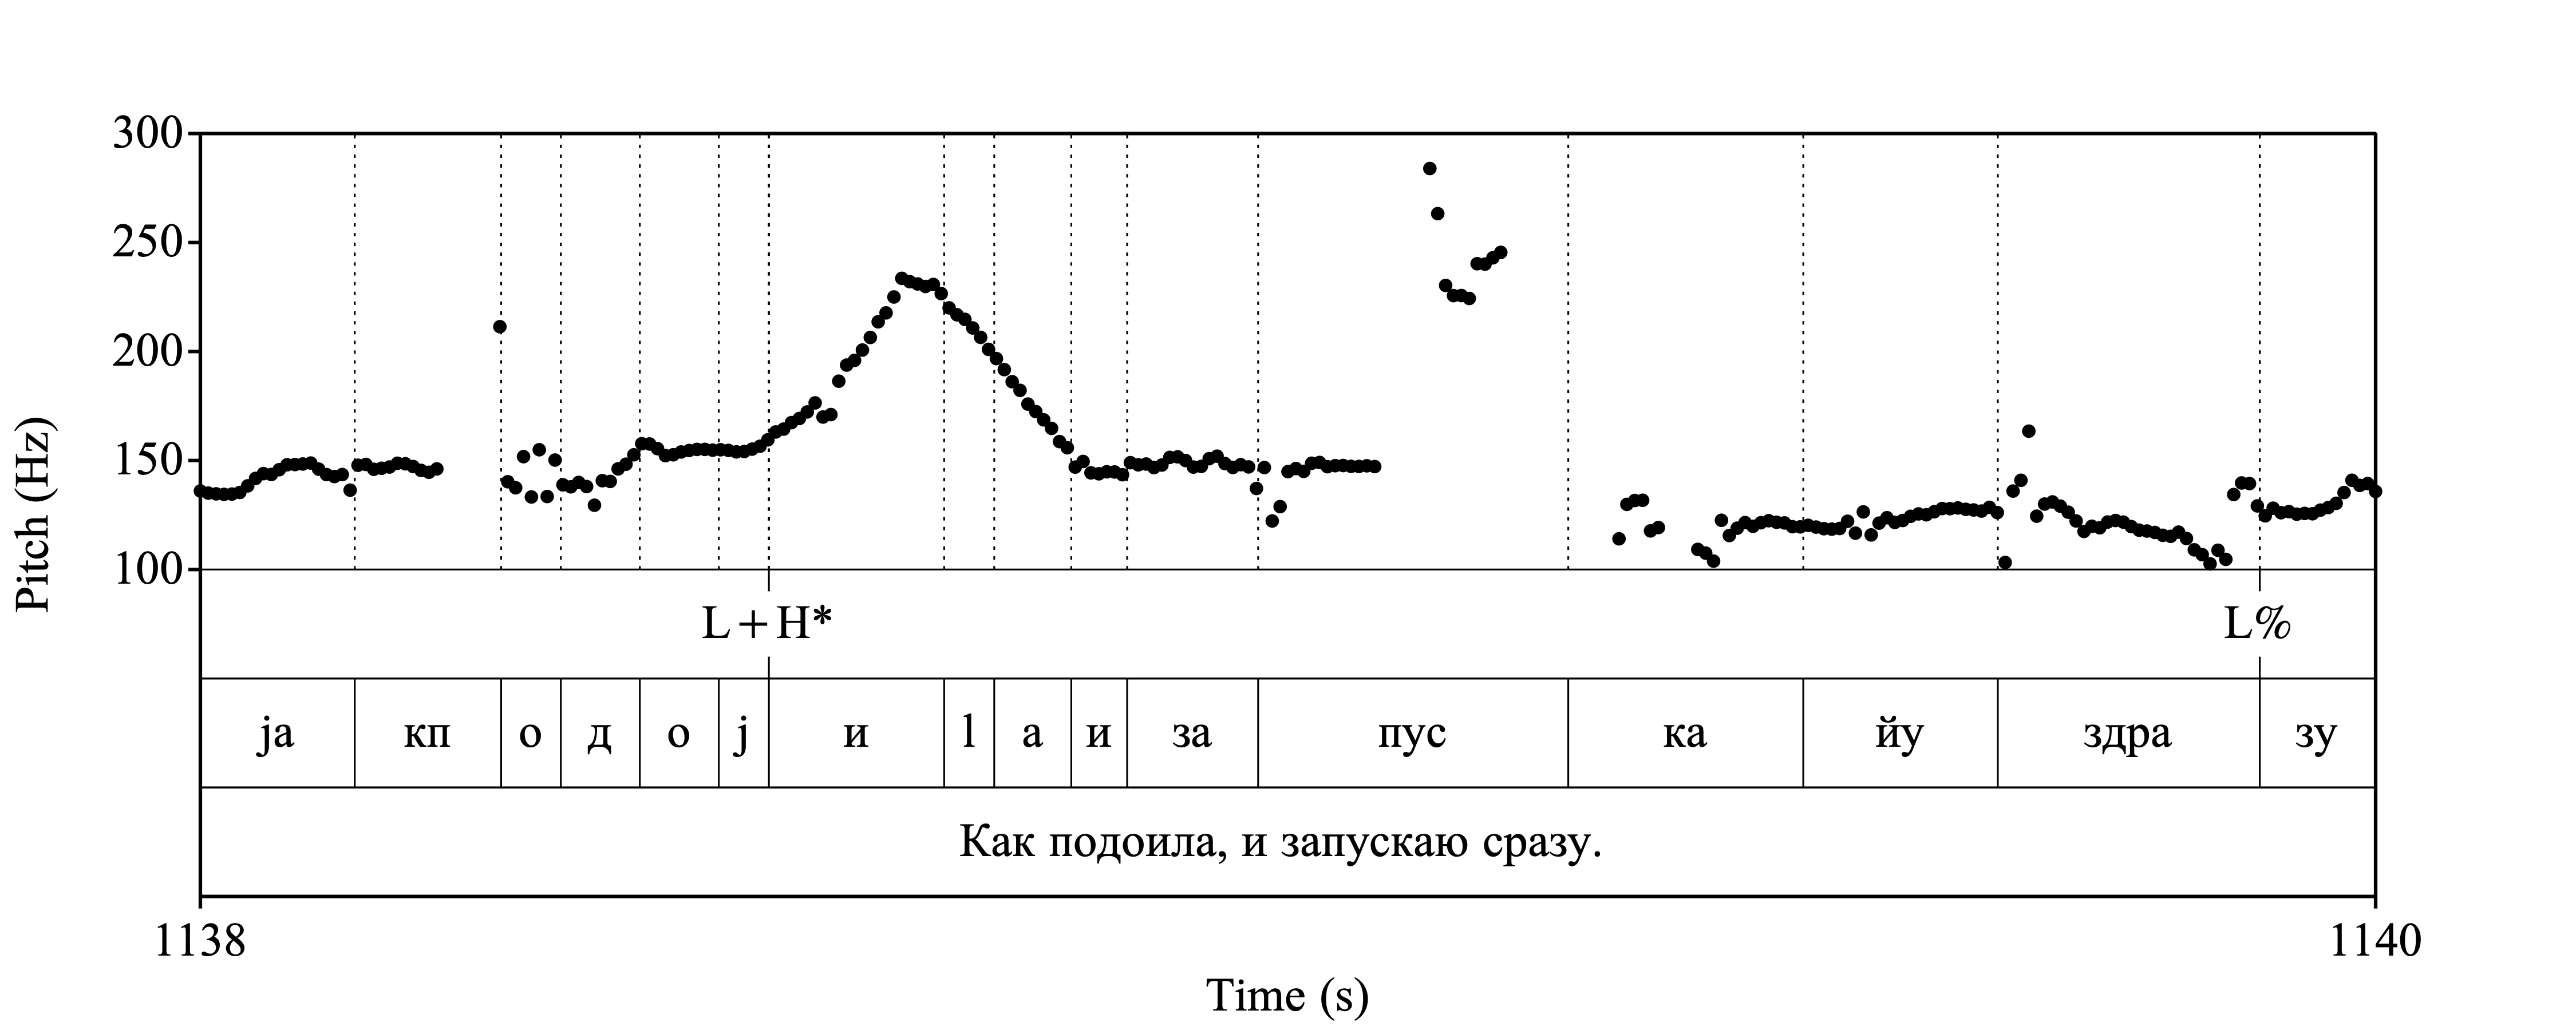 300
250
200
150
100
Pitch (Hz)
L+H* L%
ја кп о д о ј и l а и за пус ка йу здра зу
Как подоила, и запускаю сразу.
1138 1140
Time (s)